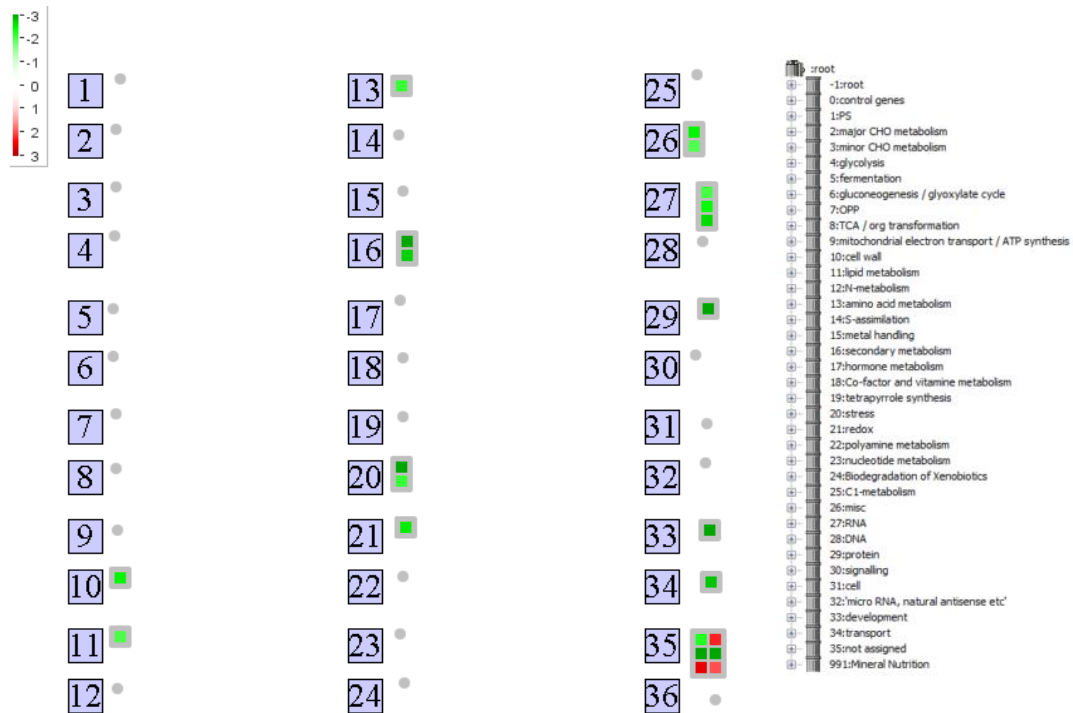 -3
-2
-1
0
1
2
3
1
2
3
4
5
6
7
8
9
10
11
12
13
14
15
16
17
18
19
20
21
22
23
24
25
26
27
28
29
30
31
32
33
34
35
36
:root
-1:root
0:control genes
1:PS
2:major CHO metabolism
3:minor CHO metabolism
4:glycolysis
5:fermentation
6:gluconeogenesis / glyoxylate cycle
7:OPP
8:TCA / org transformation
9:mitochondrial electron transport / ATP synthesis
10:cell wall
11:lipid metabolism
12:N-metabolism
13:amino acid metabolism
14:S-assimilation
15:metal handling
16:secondary metabolism
17:hormone metabolism
18:Co-factor and vitamine metabolism
19:tetrapyrrole synthesis
20:stress
21:redox
22:polyamine metabolism
23:nucleotide metabolism
24:Biodegradation of Xenobiotics
25:C1-metabolism
26:misc
27:RNA
28:DNA
29:protein
30:signalling
31:cell
32:'micro RNA, natural antisense etc'
33:development
34:transport
35:not assigned
991:Mineral Nutrition